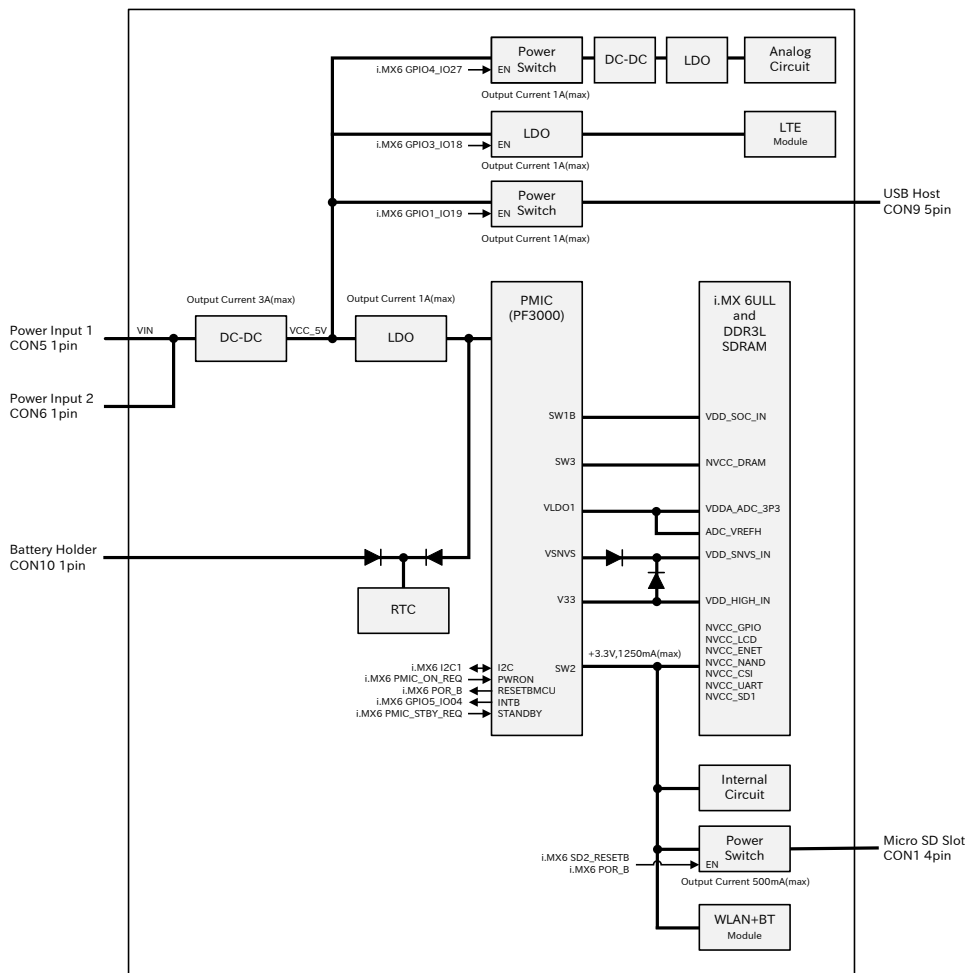 Power
Switch
DC-DC
LDO
Analog
Circuit
i.MX6 GPIO4_IO27
EN
Output Current 1A(max)
LDO
LTE
Module
i.MX6 GPIO3_IO18
EN
Output Current 1A(max)
Power
Switch
USB Host
CON9 5pin
i.MX6 GPIO1_IO19
EN
Output Current 1A(max)
Output Current 3A(max)
Output Current 1A(max)
PMIC
(PF3000)
i.MX 6ULL
and
DDR3L
SDRAM
Power Input 1
CON5 1pin
VIN
DC-DC
VCC_5V
LDO
Power Input 2
CON6 1pin
SW1B
VDD_SOC_IN
SW3
NVCC_DRAM
VLDO1
VDDA_ADC_3P3
ADC_VREFH
Battery Holder
CON10 1pin
VSNVS
VDD_SNVS_IN
RTC
V33
VDD_HIGH_IN
NVCC_GPIO
NVCC_LCD
NVCC_ENET
NVCC_NAND
NVCC_CSI
NVCC_UART
NVCC_SD1
+3.3V,1250mA(max)
SW2
i.MX6 I2C1
I2C
i.MX6 PMIC_ON_REQ
PWRON
i.MX6 POR_B
RESETBMCU
i.MX6 GPIO5_IO04
INTB
i.MX6 PMIC_STBY_REQ
STANDBY
Internal
Circuit
Power
Switch
Micro SD Slot
CON1 4pin
i.MX6 SD2_RESETB
i.MX6 POR_B
EN
Output Current 500mA(max)
WLAN+BT
Module